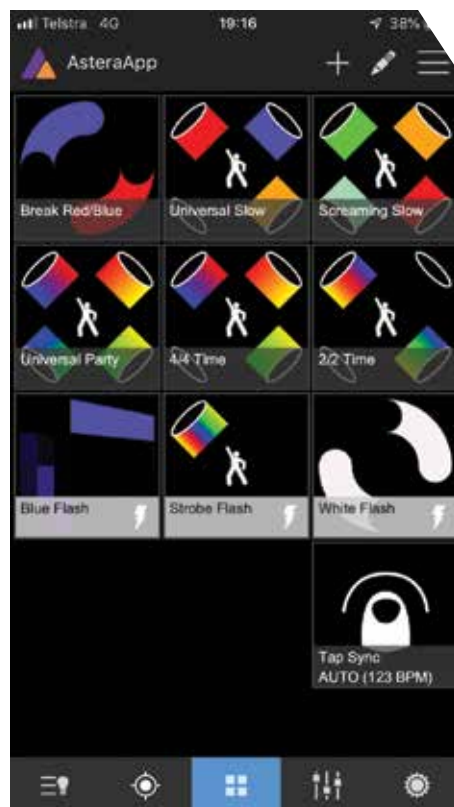 Telstra 4G 19:16 38%
AsteraApp
Break Red/Blue
Universal Slow
Screaming Slow
Universal Party
4/4 Time
2/2 Time
Blue Flash
Strobe Flash
White Flash
Tap Sync
AUTO (123 BPM)